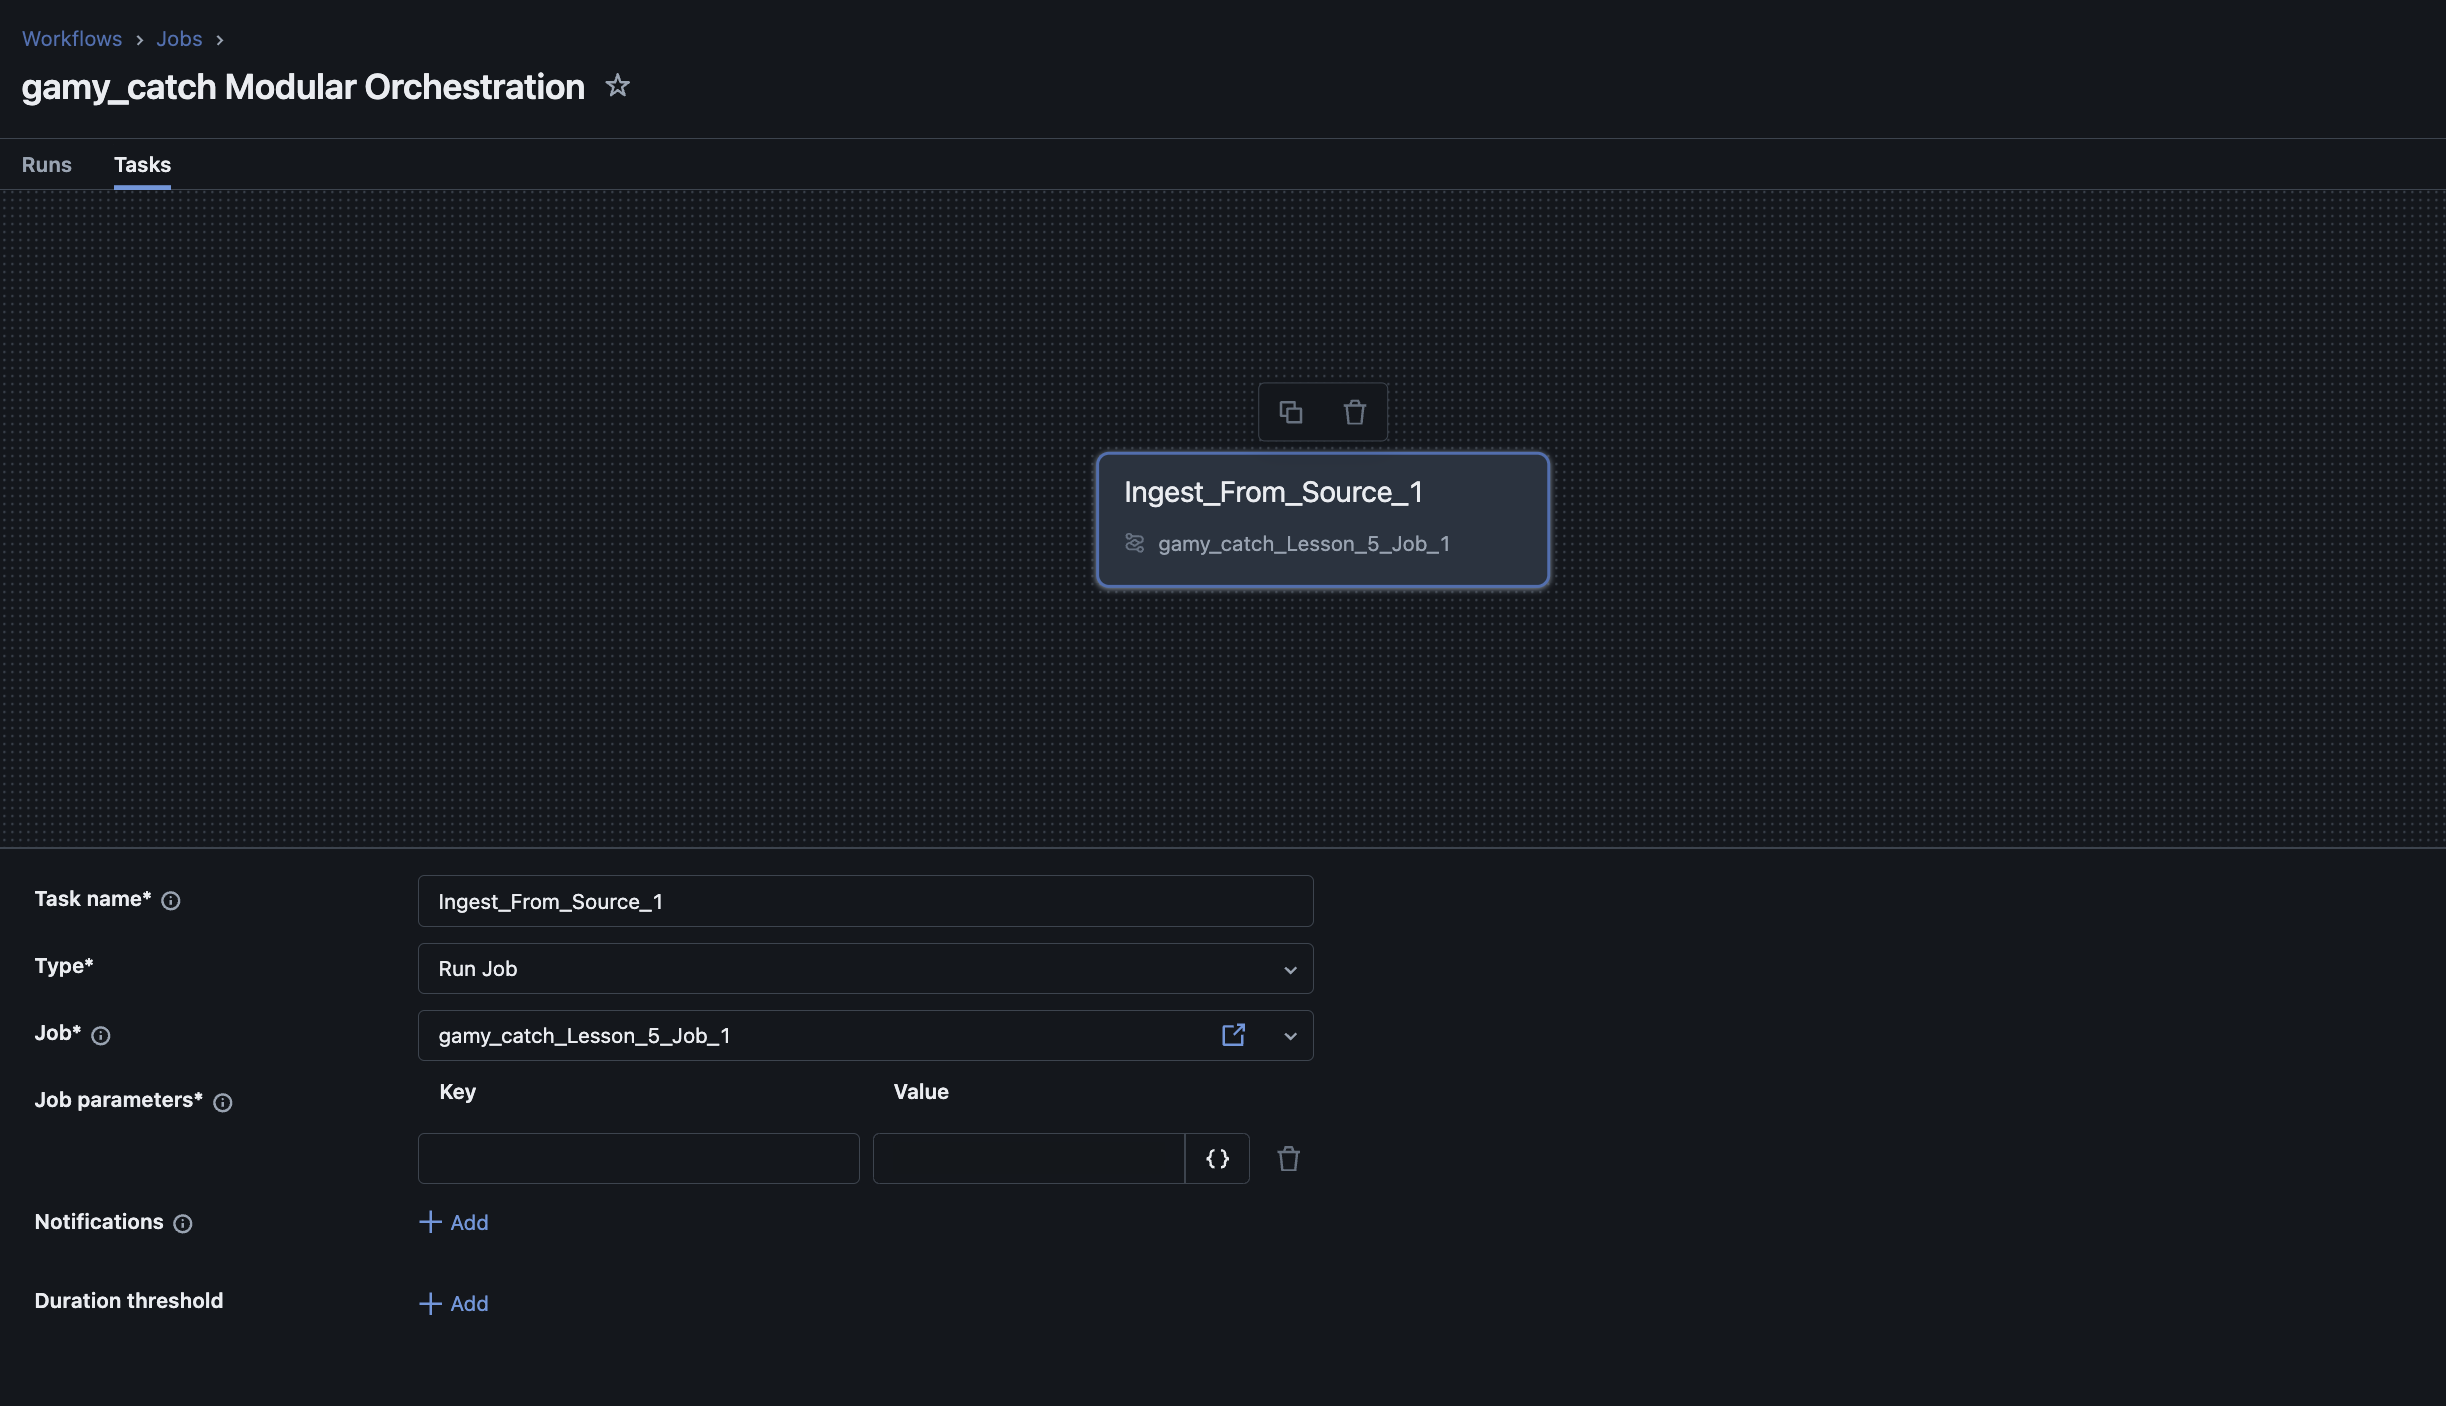 Workflows › Jobs ›
gamy_catch Modular Orchestration
Runs Tasks
Ingest_From_Source_1
gamy_catch_Lesson_5_Job_1
Task name* Ingest_From_Source_1
Type* Run Job
Job* gamy_catch_Lesson_5_Job_1
Key Value
Job parameters*
{}
Notifications + Add
Duration threshold + Add